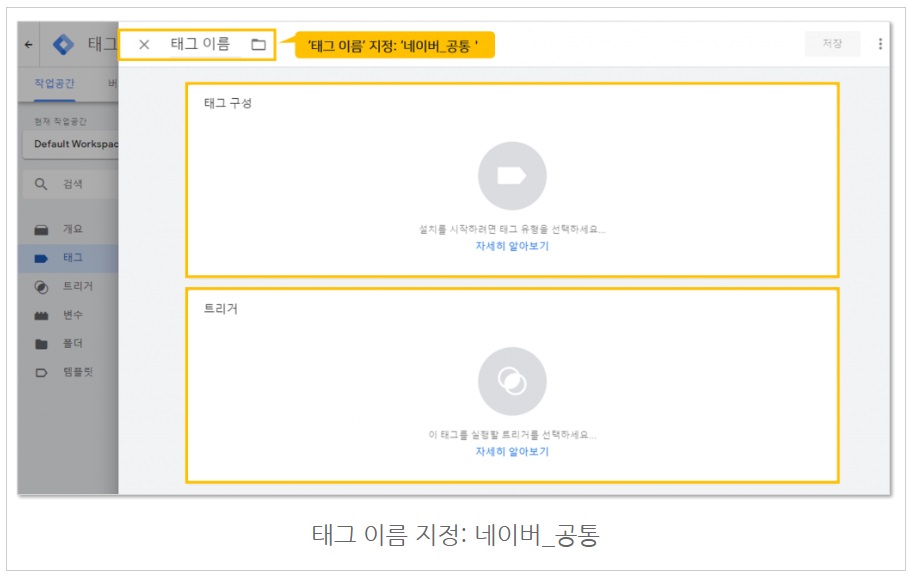 태그
태그 이름
'태그 이름' 지정: '네이버_공통 '
저장
작업공간
버
현재 작업공간
Default Workspac
검색
개요
태그
트리거
변수
폴더
템플릿
태그 구성
설치를 시작하려면 태그 유형을 선택하세요...
자세히 알아보기
트리거
이 태그를 실행할 트리거를 선택하세요...
자세히 알아보기
태그 이름 지정: 네이버_공통